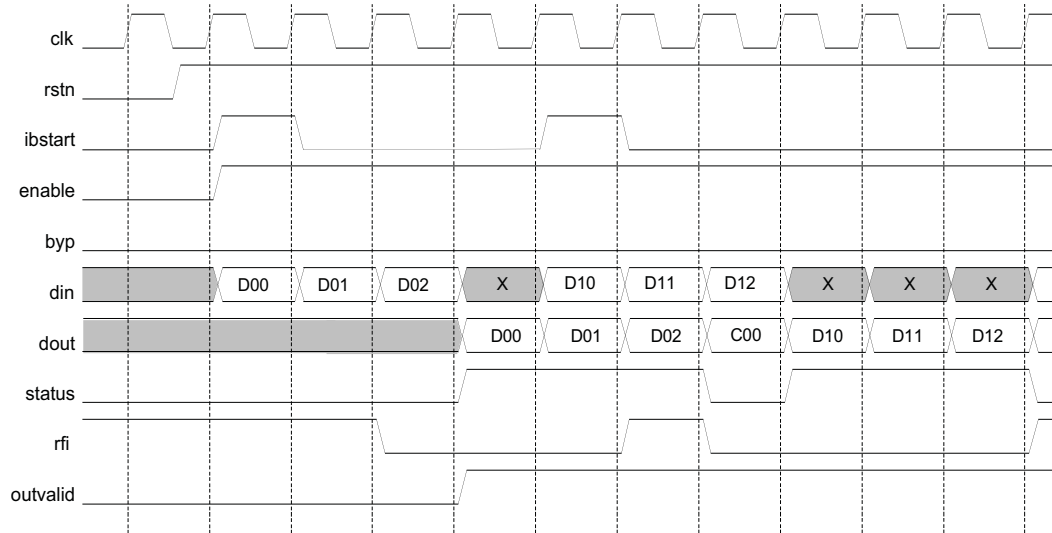 clk
rstn
ibstart
enable
byp
din D00 D01 D02 X D10 D11 D12 X X X
dout D00 D01 D02 C00 D10 D11 D12
status
rfi
outvalid